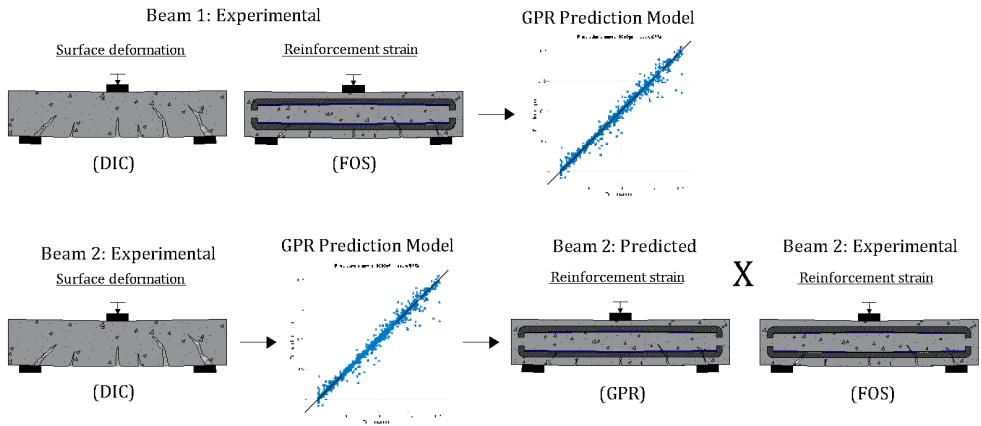 Beam 1: Experimental
GPR Prediction Model
Surface deformation
Reinforcement strain
(DIC)
(FOS)
Beam 2: Experimental
GPR Prediction Model
Beam 2: Predicted
X
Beam 2: Experimental
Surface deformation
Reinforcement strain
Reinforcement strain
(DIC)
(GPR)
(FOS)